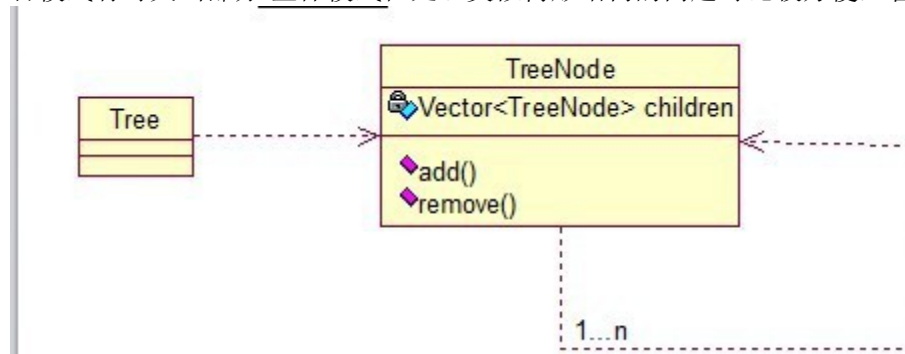 TreeNode
Vector<TreeNode> children
Tree
add()
remove()
1...n